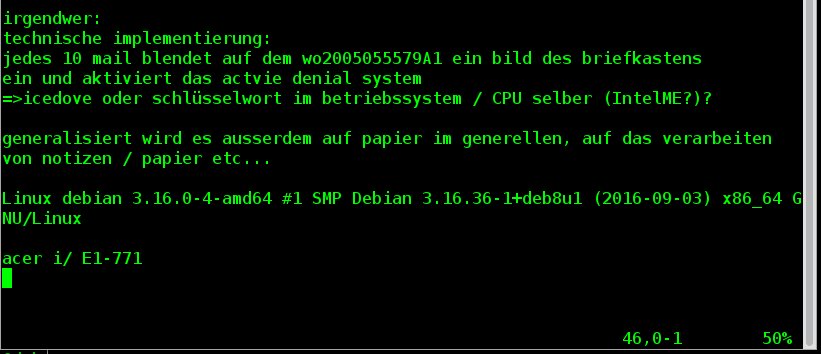 irgendwer:
technische implementierung:
jedes 10 mail blendet auf dem wo2005055579A1 ein bild des briefkastens
ein und aktiviert das actvie denial system
=>icedove oder schlüsselwort im betriebssystem / CPU selber (IntelME?)?
generalisiert wird es ausserdem auf papier im generellen, auf das verarbeiten
von notizen / papier etc...
Linux debian 3.16.0-4-amd64 #1 SMP Debian 3.16.36-1+deb8u1 (2016-09-03) x86_64 G
NU/Linux
acer i/ E1-771
46,0-1 50%